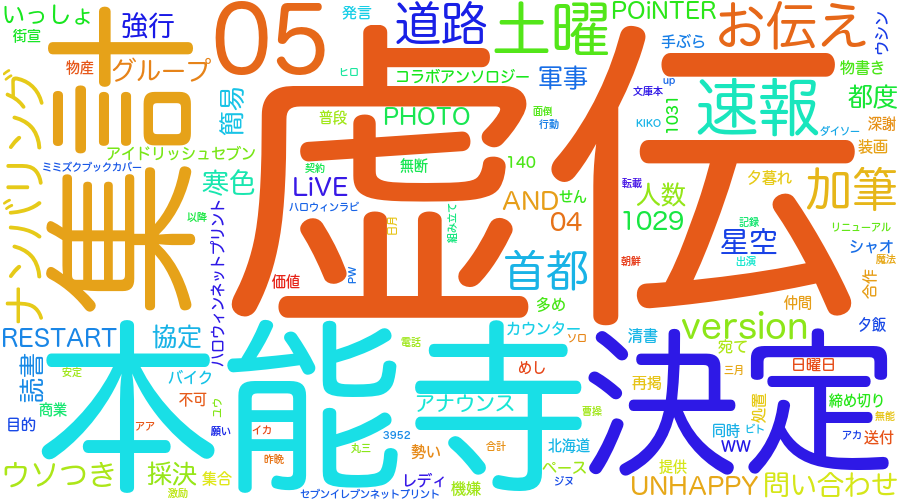 いっしょ
街宣
強行
05
道路
発言
土曜
POiNTER
手ぶら
お伝え
ウシシ
物産
グループ
集計
ヒロ
コラボアンソロジー
軍事
速報
物書き
都度
ナンバリング
簡易
普段
PHOTO
面倒
行動
文庫本
up
KIKO
1031
ダイソー
深謝
装画
アイドリッシュセブン
ミミズクブックカバー
寒色
契約
無断
140
虚伝
LiVE
ハロウィンラビ
AND
せん
04
転載
人数
1029
夕暮れ
加筆
以降
ハロウィンネットプリント
日月
組み立て
記録
星空
出演
リニューアル
シャオ
魔法
価値
PW
首都
朝鮮
多め
仲間
合作
RESTART
協定
カウンター
ソロ
清書
version
宛て
夕飯
読書
安定
バイク
電話
めし
再掲
三月
日曜日
本能寺
決定
目的
商業
不可
ユウ
アナウンス
曹操
処置
締め切り
無能
アア
願い
イカ
3952
同時
ビト
アカ
送付
ウソつき
採決
集合
激励
昨晩
丸三
勢い
合計
北海道
WW
機嫌
レディ
ペース
ジヌ
提供
セブンイレブンネットプリント
UNHAPPY
問い合わせ